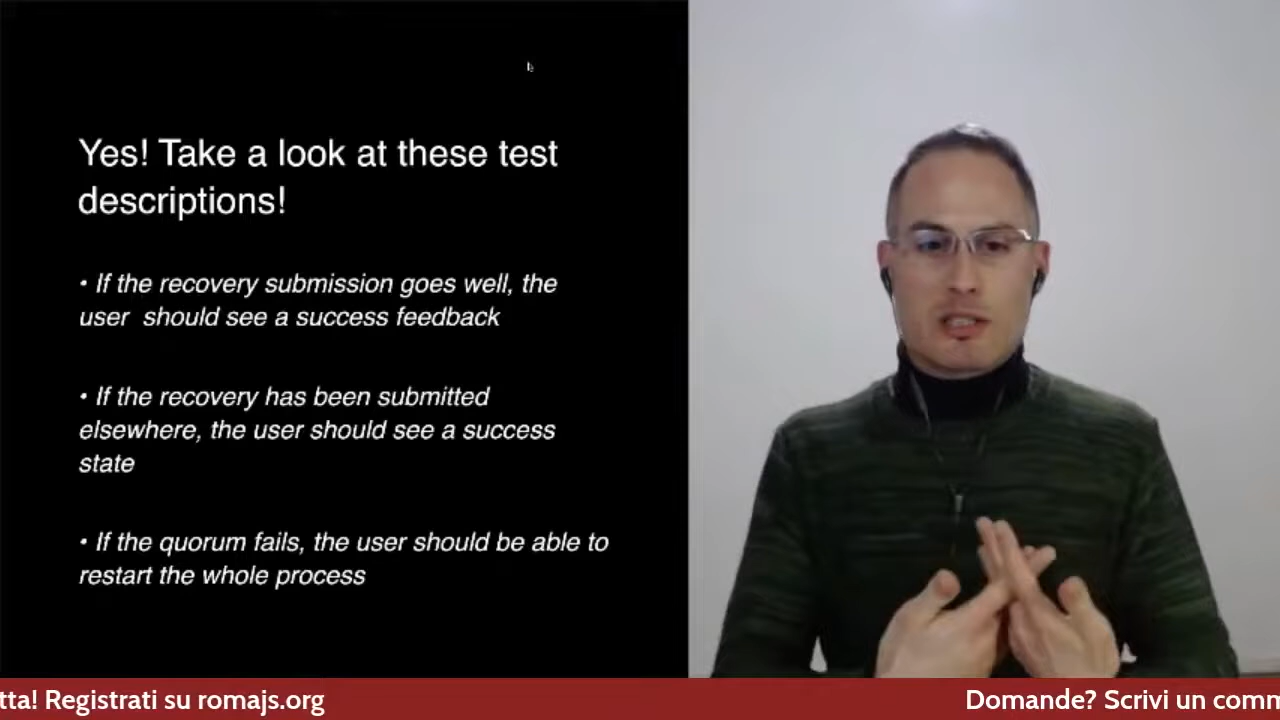 Yes! Take a look at these test
descriptions!
• If the recovery submission goes well, the
user should see a success feedback
• If the recovery has been submitted
elsewhere, the user should see a success
state
• If the quorum fails, the user should be able to
restart the whole process
tta! Registrati su romajs.org
Domande? Scrivi un comm